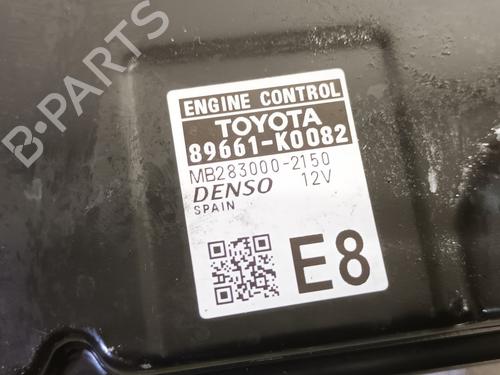 B-PARTS
ENGINE CONTROL
TOYOTA
89661-K0082
MB283000-2150
DENSO 12V
SPAIN
E8